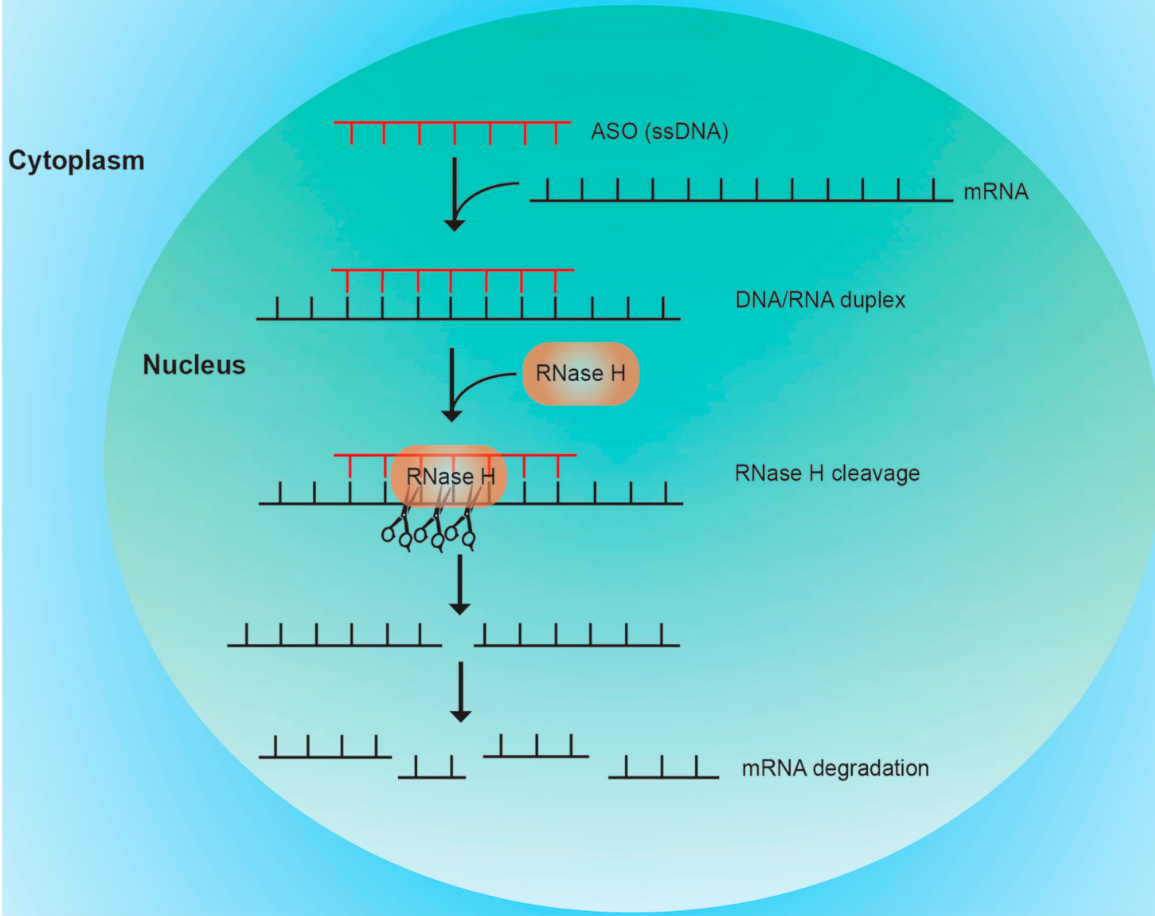 ASO (ssDNA)
Cytoplasm
mRNA
DNA/RNA duplex
Nucleus
RNase H
RNase H
RNase H cleavage
mRNA degradation